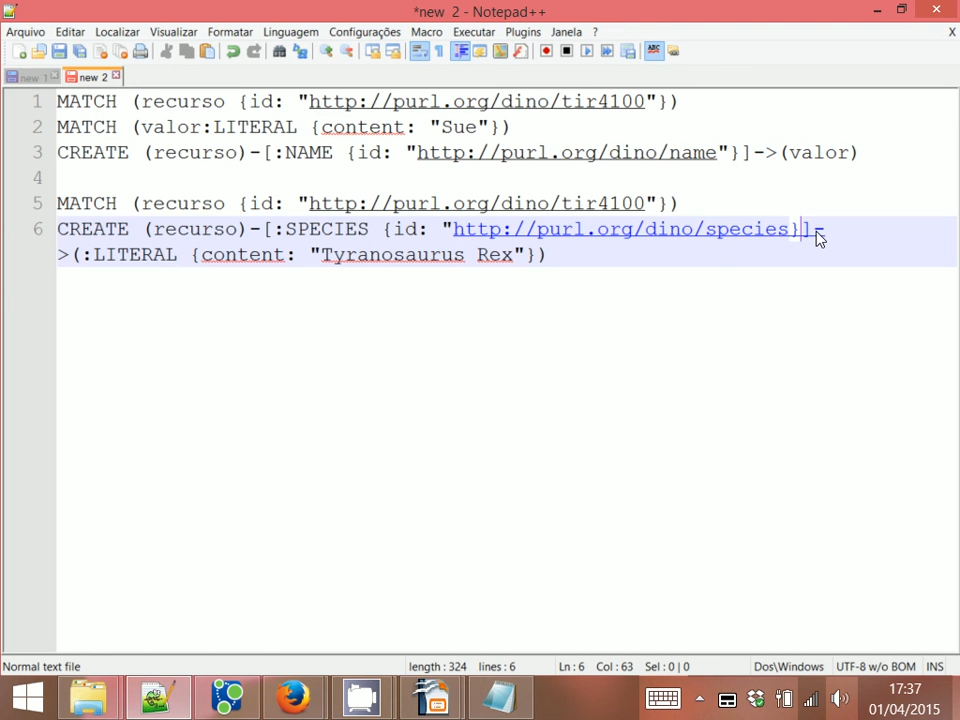 *new 2 - Notepad++
Arquivo Editar Localizar Visualizar Formatar Linguagem Configurações Macro Executar Plugins Janela ? X
new 1 new 2
1 MATCH (recurso {id: "http://purl.org/dino/tir4100"})
2 MATCH (valor:LITERAL {content: "Sue"})
3 CREATE (recurso)-[:NAME {id: "http://purl.org/dino/name"}]->(valor)
4
5 MATCH (recurso {id: "http://purl.org/dino/tir4100"})
6 CREATE (recurso)-[:SPECIES {id: "http://purl.org/dino/species}]-
>(:LITERAL {content: "Tyranosaurus Rex"})
Normal text file length : 324 lines : 6 Ln : 6 Col : 63 Sel : 0 | 0 Dos\Windows UTF-8 w/o BOM INS
17:37
01/04/2015